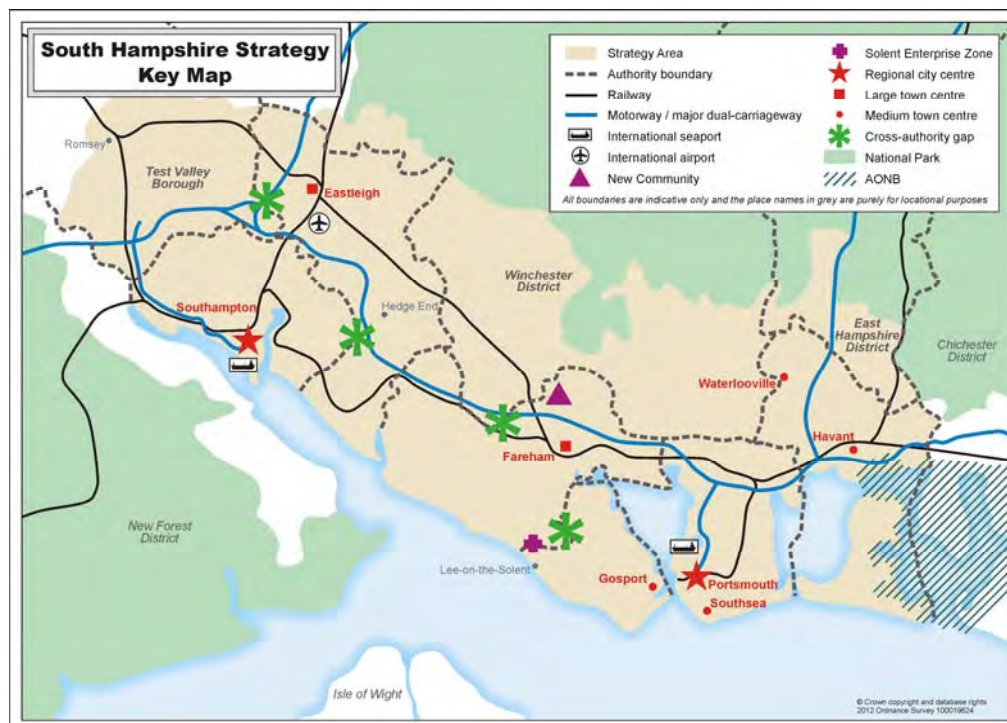 South Hampshire Strategy
Key Map
Strategy Area
Authority boundary
Railway
Motorway / major dual-carriageway
International seaport
International airport
New Community
Solent Enterprise Zone
Regional city centre
Large town centre
Medium town centre
Cross-authority gap
National Park
AONB
All boundaries are indicative only and the place names in grey are purely for locational purposes
Romsey
Test Valley
Borough
Eastleigh
Winchester
District
Southampton
Hedge End
East
Hampshire
District
Chichester
District
Waterlooville
Havant
Fareham
New Forest
District
Lee-on-the-Solent
Gosport
Portsmouth
Southsea
Isle of Wight
© Crown copyright and database rights
2012 Ordnance Survey 100019624